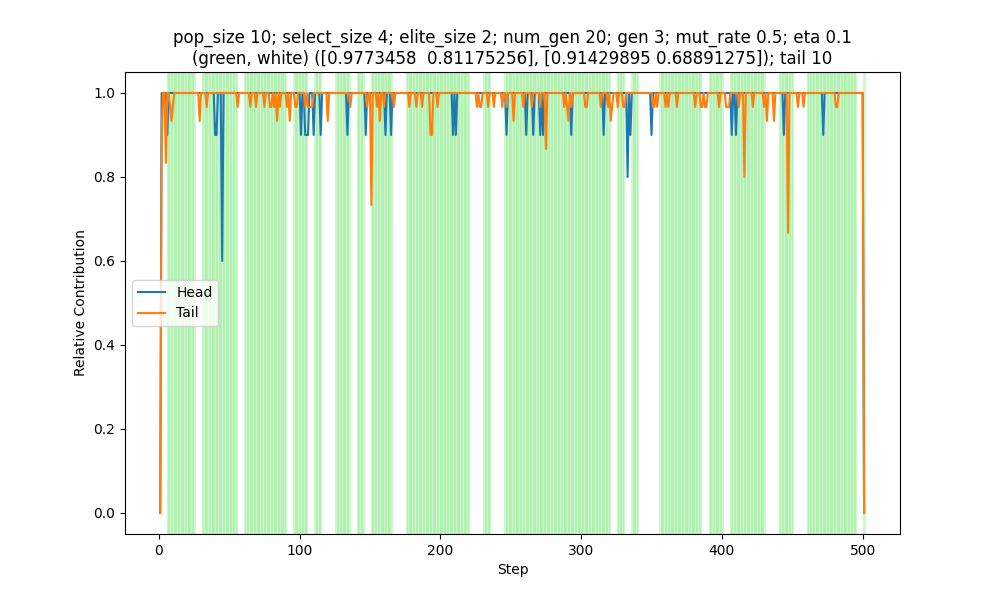 pop_size 10; select_size 4; elite_size 2; num_gen 20; gen 3; mut_rate 0.5; eta 0.1
(green, white) ([0.9773458  0.81175256], [0.91429895 0.68891275]); tail 10
1.0
0.8
0.6
0.4
0.2
0.0
Relative Contribution
Head
Tail
0
100
200
300
400
500
Step